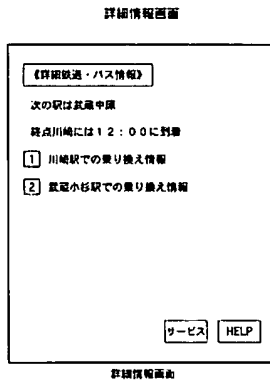 詳細情報画面
《詳細鉄道・バス情報》
次の駅は武蔵中原
終点川崎には12:00に到着
1 川崎駅での乗り換え情報
2 武蔵小杉駅での乗り換え情報
サービス HELP
詳細情報画面